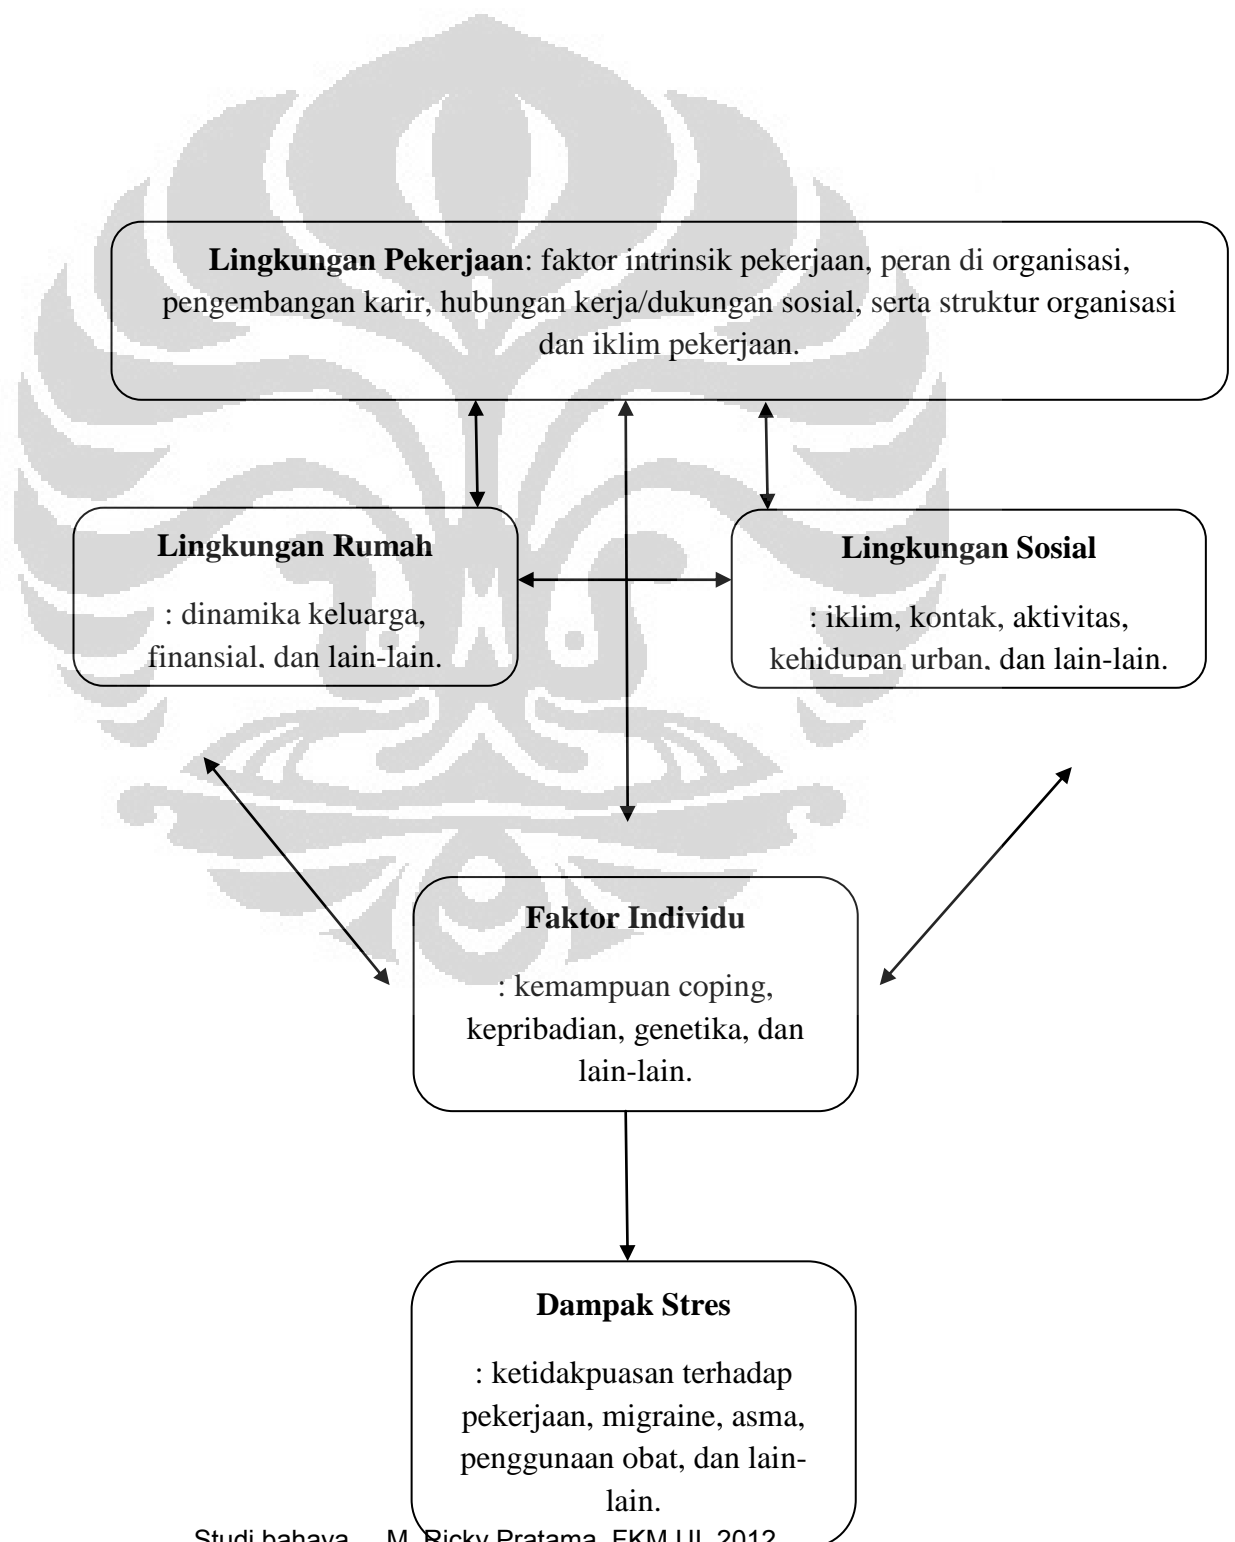 Lingkungan Pekerjaan: faktor intrinsik pekerjaan, peran di organisasi,
pengembangan karir, hubungan kerja/dukungan sosial, serta struktur organisasi
dan iklim pekerjaan.
Lingkungan Rumah
: dinamika keluarga,
finansial, dan lain-lain.
Lingkungan Sosial
: iklim, kontak, aktivitas,
kehidupan urban, dan lain-lain.
Faktor Individu
: kemampuan coping,
kepribadian, genetika, dan
lain-lain.
Dampak Stres
: ketidakpuasan terhadap
pekerjaan, migraine, asma,
penggunaan obat, dan lain-
lain.
Studi bahaya... M. Ricky Pratama, FKM UI, 2012